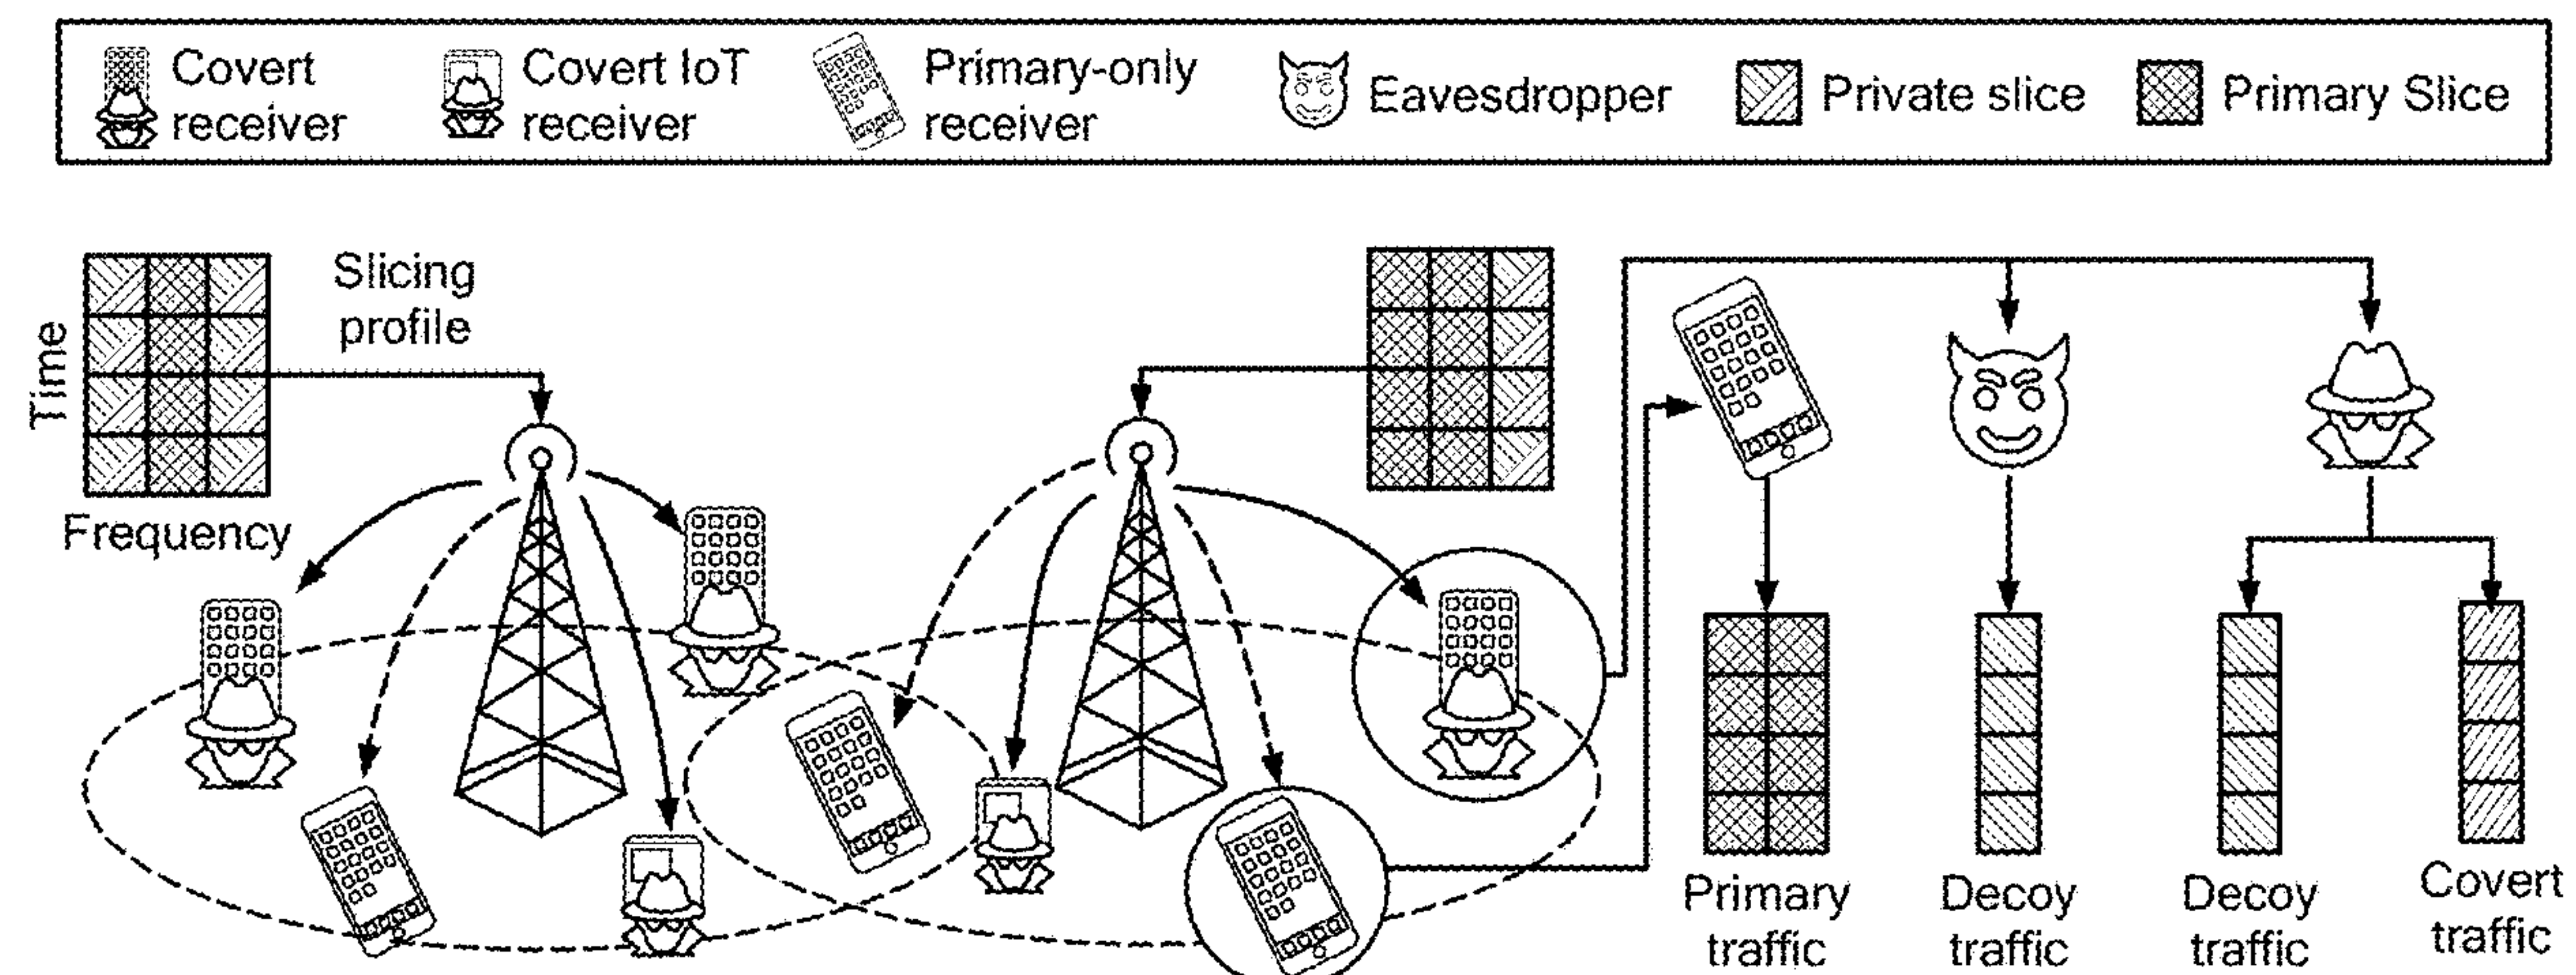 Covert
receiver
Covert IoT
receiver
Primary-only
receiver
Eavesdropper
Private slice
Primary Slice
Slicing
profile
Time
Frequency
Primary
traffic
Decoy
traffic
Decoy
traffic
Covert
traffic